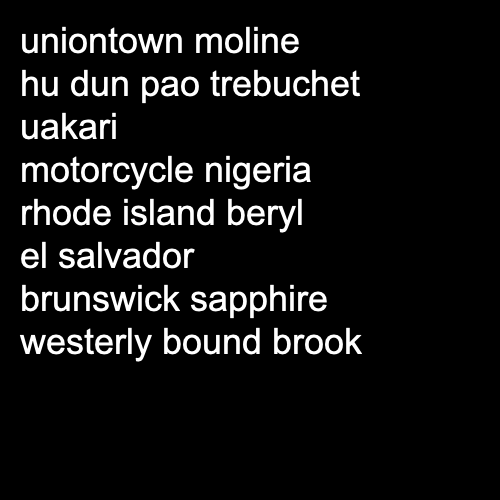 uniontown moline
hu dun pao trebuchet
uakari
motorcycle nigeria
rhode island beryl
el salvador
brunswick sapphire
westerly bound brook